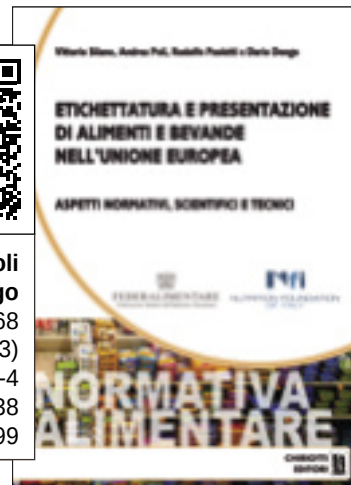 Vittorio Silano, Andrea Poli, Rodolfo Paoletti e Dario Dongo
ETICHETTATURA E PRESENTAZIONE
DI ALIMENTI E BEVANDE
NELL'UNIONE EUROPEA
ASPETTI NORMATIVI, SCIENTIFICI E TECNICI
oli
go
68
3)
-4
38
99
FEDERALIMENTARE
nfi
NUTRITION FOUNDATION
OF ITALY
NORMATIVA
ALIMENTARE
CHIRIOTTI
EDITORI